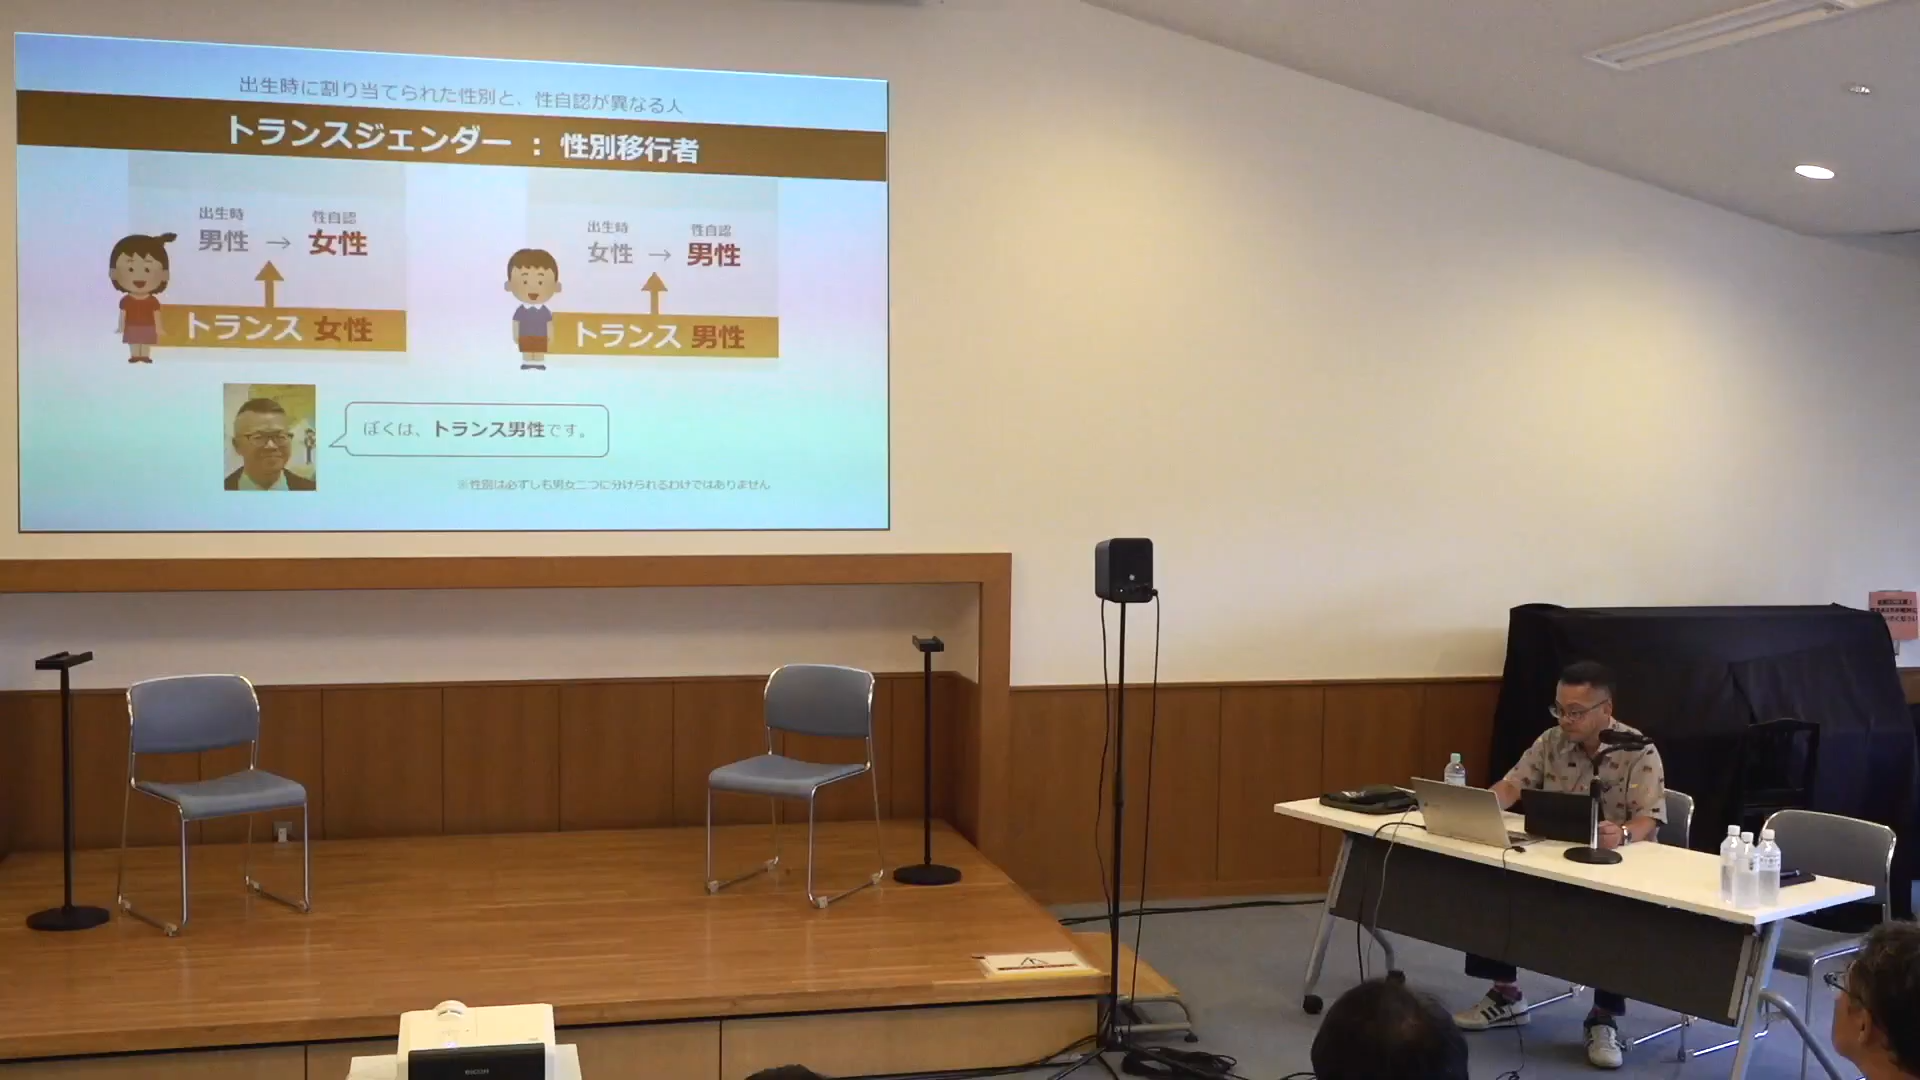 出生時に割り当てられた性別と、性自認が異なる人
トランスジェンダー : 性別移行者
出生時 性自認
男性 → 女性
トランス 女性
出生時 性自認
女性 → 男性
トランス 男性
ぼくは、トランス男性です。
※性別は必ずしも男女二つに分けられるわけではありません
RICOH